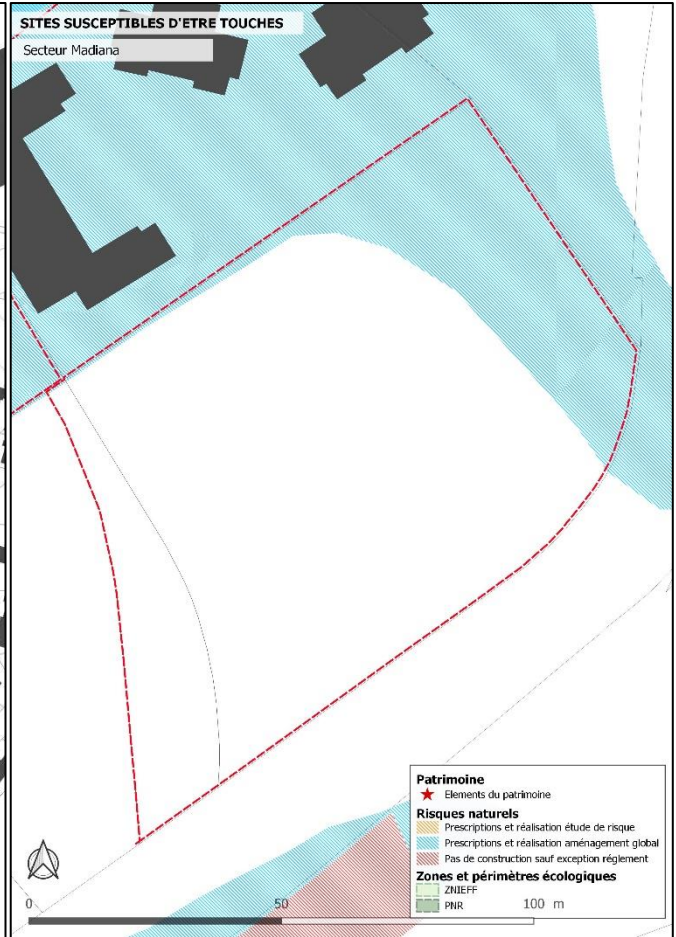 SITES SUSCEPTIBLES D'ETRE TOUCHES
Secteur Madiana
Patrimoine
Elements du patrimoine
Risques naturels
Prescriptions et réalisation étude de risque
Prescriptions et réalisation aménagement global
Pas de construction sauf exception réglement
Zones et périmètres écologiques
ZNIEFF
PNR
0 50 100 m